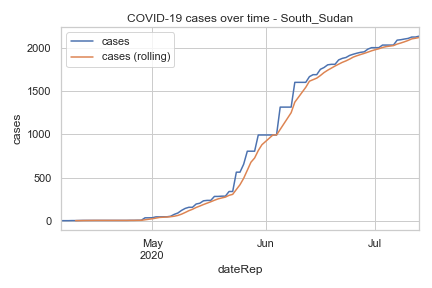 COVID-19 cases over time - South_Sudan
cases
cases (rolling)
2000
1500
1000
500
0
cases
May
2020
Jun
Jul
dateRep